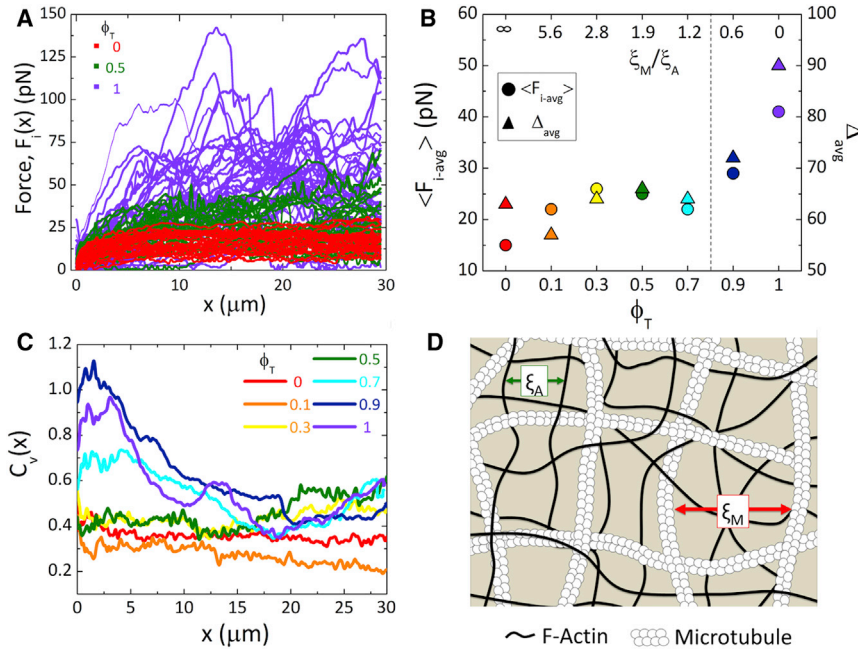 A
Force, Fᵢ(x) (pN)
150
125
100
75
50
25
0
ϕ_T
0
0.5
1
0 10 20 30
x (μm)
B
<F_i-avg> (pN)
60
50
40
30
20
10
∞ 5.6 2.8 1.9 1.2 0.6 0
ξ_M/ξ_A
<F_i-avg>
Δ_avg
100
90
80
70
60
50
Δ_avg
0 0.1 0.3 0.5 0.7 0.9 1
ϕ_T
C
C_v(x)
1.2
1.0
0.8
0.6
0.4
0.2
ϕ_T
0
0.1
0.3
0.5
0.7
0.9
1
0 5 10 15 20 25 30
x (μm)
D
ξ_A
ξ_M
F-Actin Microtubule